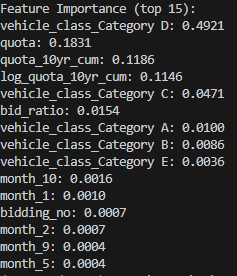 Feature Importance (top 15):
vehicle_class_Category D: 0.4921
quota: 0.1831
quota_10yr_cum: 0.1186
log_quota_10yr_cum: 0.1146
vehicle_class_Category C: 0.0471
bid_ratio: 0.0154
vehicle_class_Category A: 0.0100
vehicle_class_Category B: 0.0086
vehicle_class_Category E: 0.0036
month_10: 0.0016
month_1: 0.0010
bidding_no: 0.0007
month_2: 0.0007
month_9: 0.0004
month_5: 0.0004